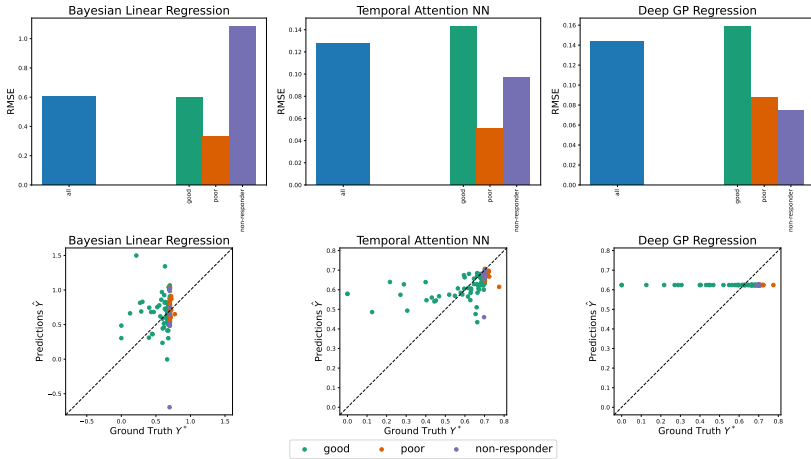 Bayesian Linear Regression
Temporal Attention NN
Deep GP Regression
RMSE
1.0
0.8
0.6
0.4
0.2
0.0
all
good
poor
non-responder
RMSE
0.14
0.12
0.10
0.08
0.06
0.04
0.02
0.00
all
good
poor
non-responder
RMSE
0.16
0.14
0.12
0.10
0.08
0.06
0.04
0.02
0.00
all
good
poor
non-responder
Bayesian Linear Regression
Predictions Ŷ
1.5
1.0
0.5
0.0
−0.5
−0.5 0.0 0.5 1.0 1.5
Ground Truth Y*
Temporal Attention NN
Predictions Ŷ
0.8
0.7
0.6
0.5
0.4
0.3
0.2
0.1
0.0
0.0 0.1 0.2 0.3 0.4 0.5 0.6 0.7 0.8
Ground Truth Y*
Deep GP Regression
Predictions Ŷ
0.8
0.7
0.6
0.5
0.4
0.3
0.2
0.1
0.0
0.0 0.1 0.2 0.3 0.4 0.5 0.6 0.7 0.8
Ground Truth Y*
good poor non-responder